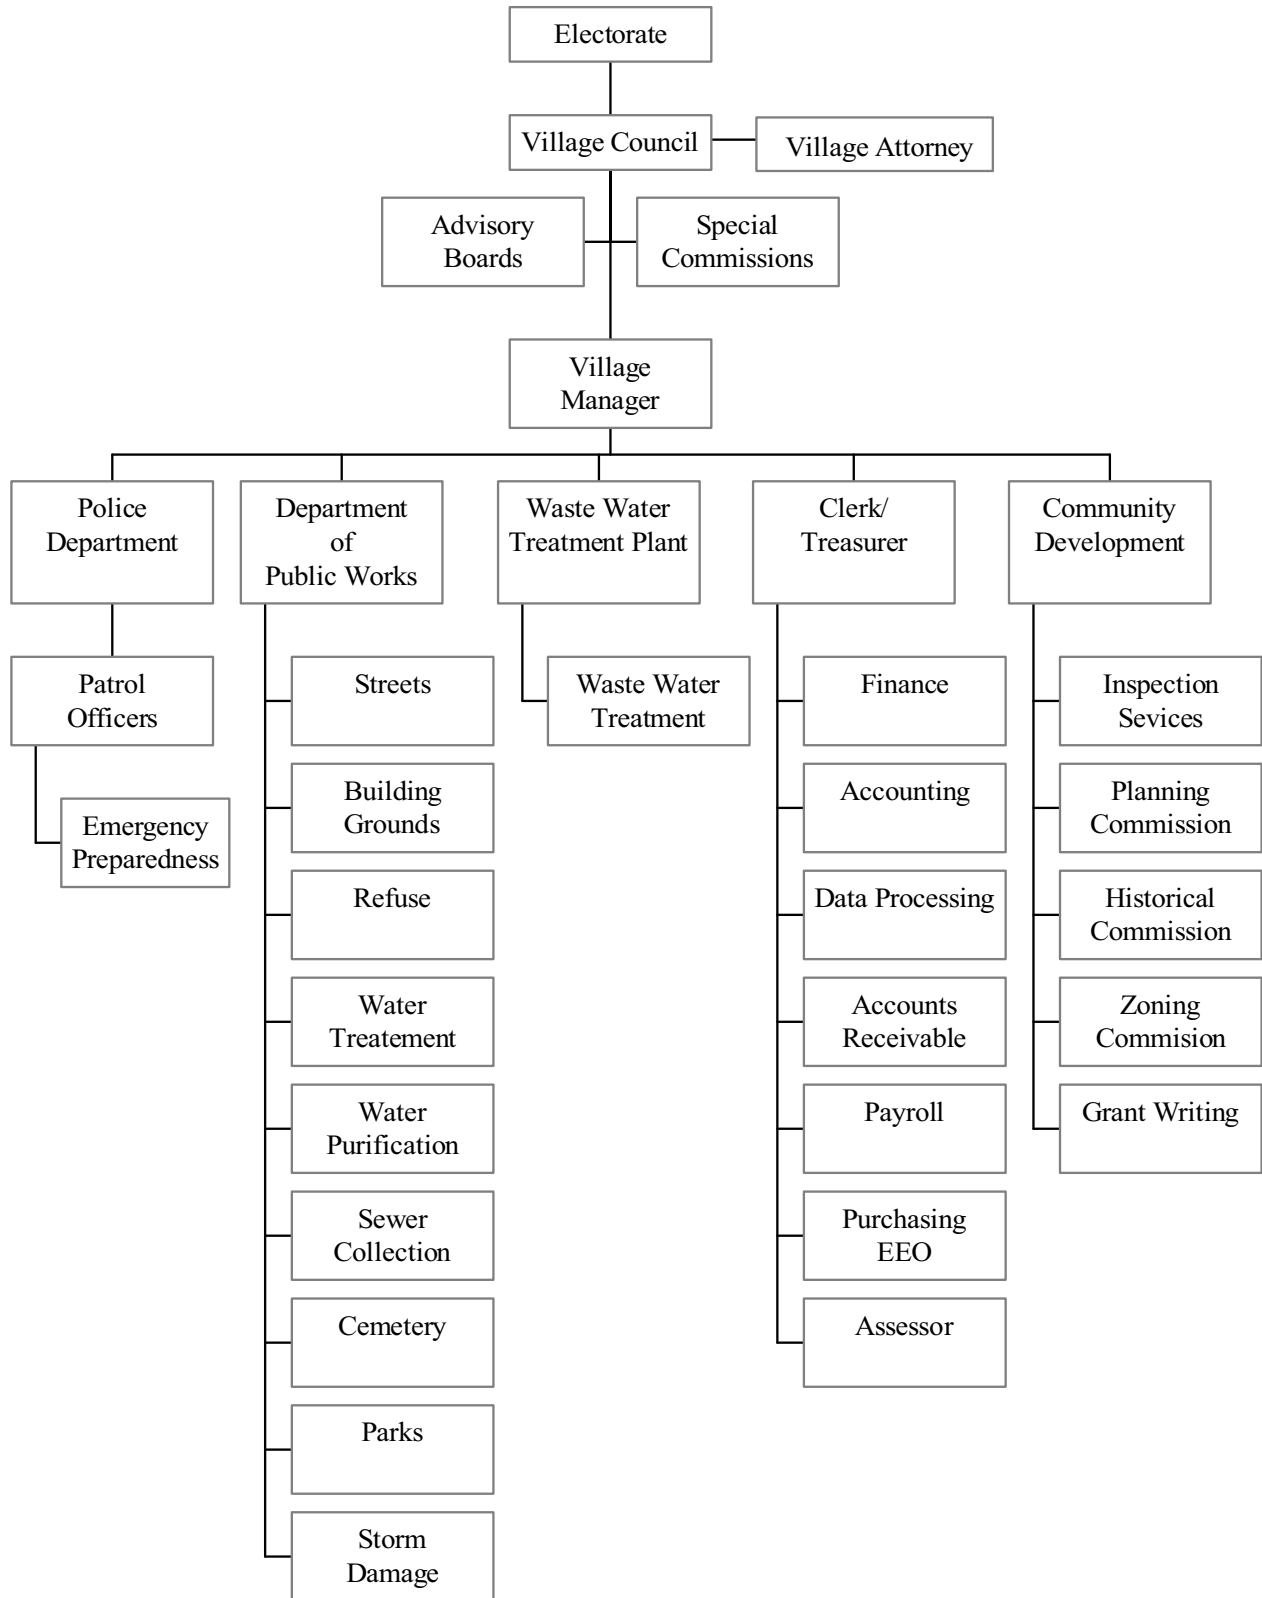 Electorate
Village Council
Village Attorney
Advisory
Boards
Special
Commissions
Village
Manager
Police
Department
Department
of
Public Works
Waste Water
Treatment Plant
Clerk/
Treasurer
Community
Development
Patrol
Officers
Emergency
Preparedness
Streets
Building
Grounds
Refuse
Water
Treatement
Water
Purification
Sewer
Collection
Cemetery
Parks
Storm
Damage
Waste Water
Treatment
Finance
Accounting
Data Processing
Accounts
Receivable
Payroll
Purchasing
EEO
Assessor
Inspection
Sevices
Planning
Commission
Historical
Commission
Zoning
Commision
Grant Writing